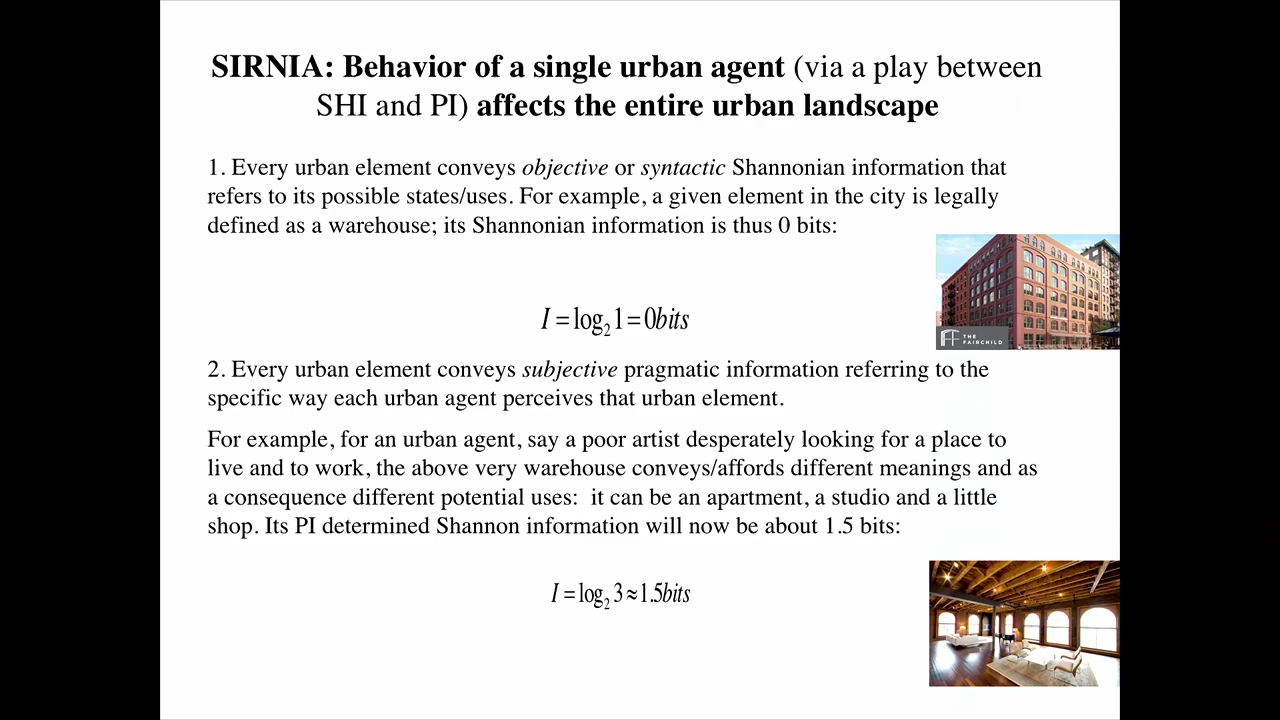 SIRNIA: Behavior of a single urban agent (via a play between
SHI and PI) affects the entire urban landscape
1. Every urban element conveys objective or syntactic Shannonian information that
refers to its possible states/uses. For example, a given element in the city is legally
defined as a warehouse; its Shannonian information is thus 0 bits:
I = log₂ 1 = 0bits
THE
FAIRCHILD
2. Every urban element conveys subjective pragmatic information referring to the
specific way each urban agent perceives that urban element.
For example, for an urban agent, say a poor artist desperately looking for a place to
live and to work, the above very warehouse conveys/affords different meanings and as
a consequence different potential uses: it can be an apartment, a studio and a little
shop. Its PI determined Shannon information will now be about 1.5 bits:
I = log₂ 3 ≈ 1.5bits